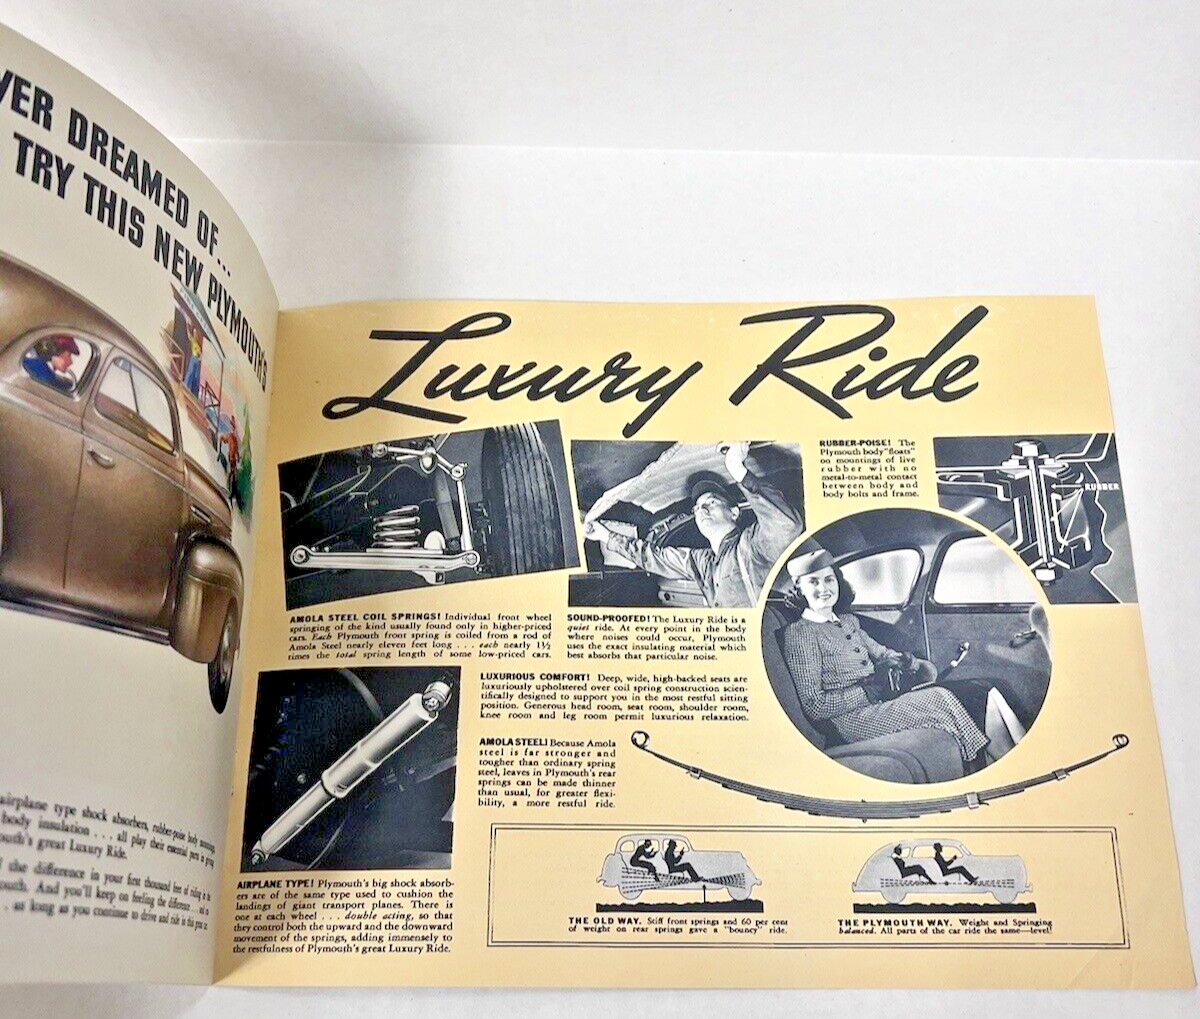 VER DREAMED OF...
TRY THIS NEW PLYMOUTH'S
airplane type shock absorbers, rubber-poise body mountings,
body insulation . . . all play their essential parts in giving
outh's great Luxury Ride.
the difference in your first thousand feet of riding in the
outh. And you'll keep on feeling the difference . . . and so
. . as long as you continue to drive and ride in this great car
Luxury Ride
RUBBER-POISE! The
Plymouth body "floats"
on mountings of live
rubber with no
metal-to-metal contact
between body and
body bolts and frame.
RUBBER
AMOLA STEEL COIL SPRINGS! Individual front wheel
springing of the kind usually found only in higher-priced
cars. Each Plymouth front spring is coiled from a rod of
Amola Steel nearly eleven feet long . . . each nearly 1½
times the total spring length of some low-priced cars.
SOUND-PROOFED! The Luxury Ride is a
quiet ride. At every point in the body
where noises could occur, Plymouth
uses the exact insulating material which
best absorbs that particular noise.
LUXURIOUS COMFORT! Deep, wide, high-backed seats are
luxuriously upholstered over coil spring construction scien-
tifically designed to support you in the most restful sitting
position. Generous head room, seat room, shoulder room,
knee room and leg room permit luxurious relaxation.
AMOLA STEEL! Because Amola
steel is far stronger and
tougher than ordinary spring
steel, leaves in Plymouth's rear
springs can be made thinner
than usual, for greater flexi-
bility, a more restful ride.
AIRPLANE TYPE! Plymouth's big shock absorb-
ers are of the same type used to cushion the
landings of giant transport planes. There is
one at each wheel . . . double acting, so that
they control both the upward and the downward
movement of the springs, adding immensely to
the restfulness of Plymouth's great Luxury Ride.
THE OLD WAY. Stiff front springs and 60 per cent
of weight on rear springs gave a "bouncy" ride.
THE PLYMOUTH WAY. Weight and Springing
balanced. All parts of the car ride the same—level!